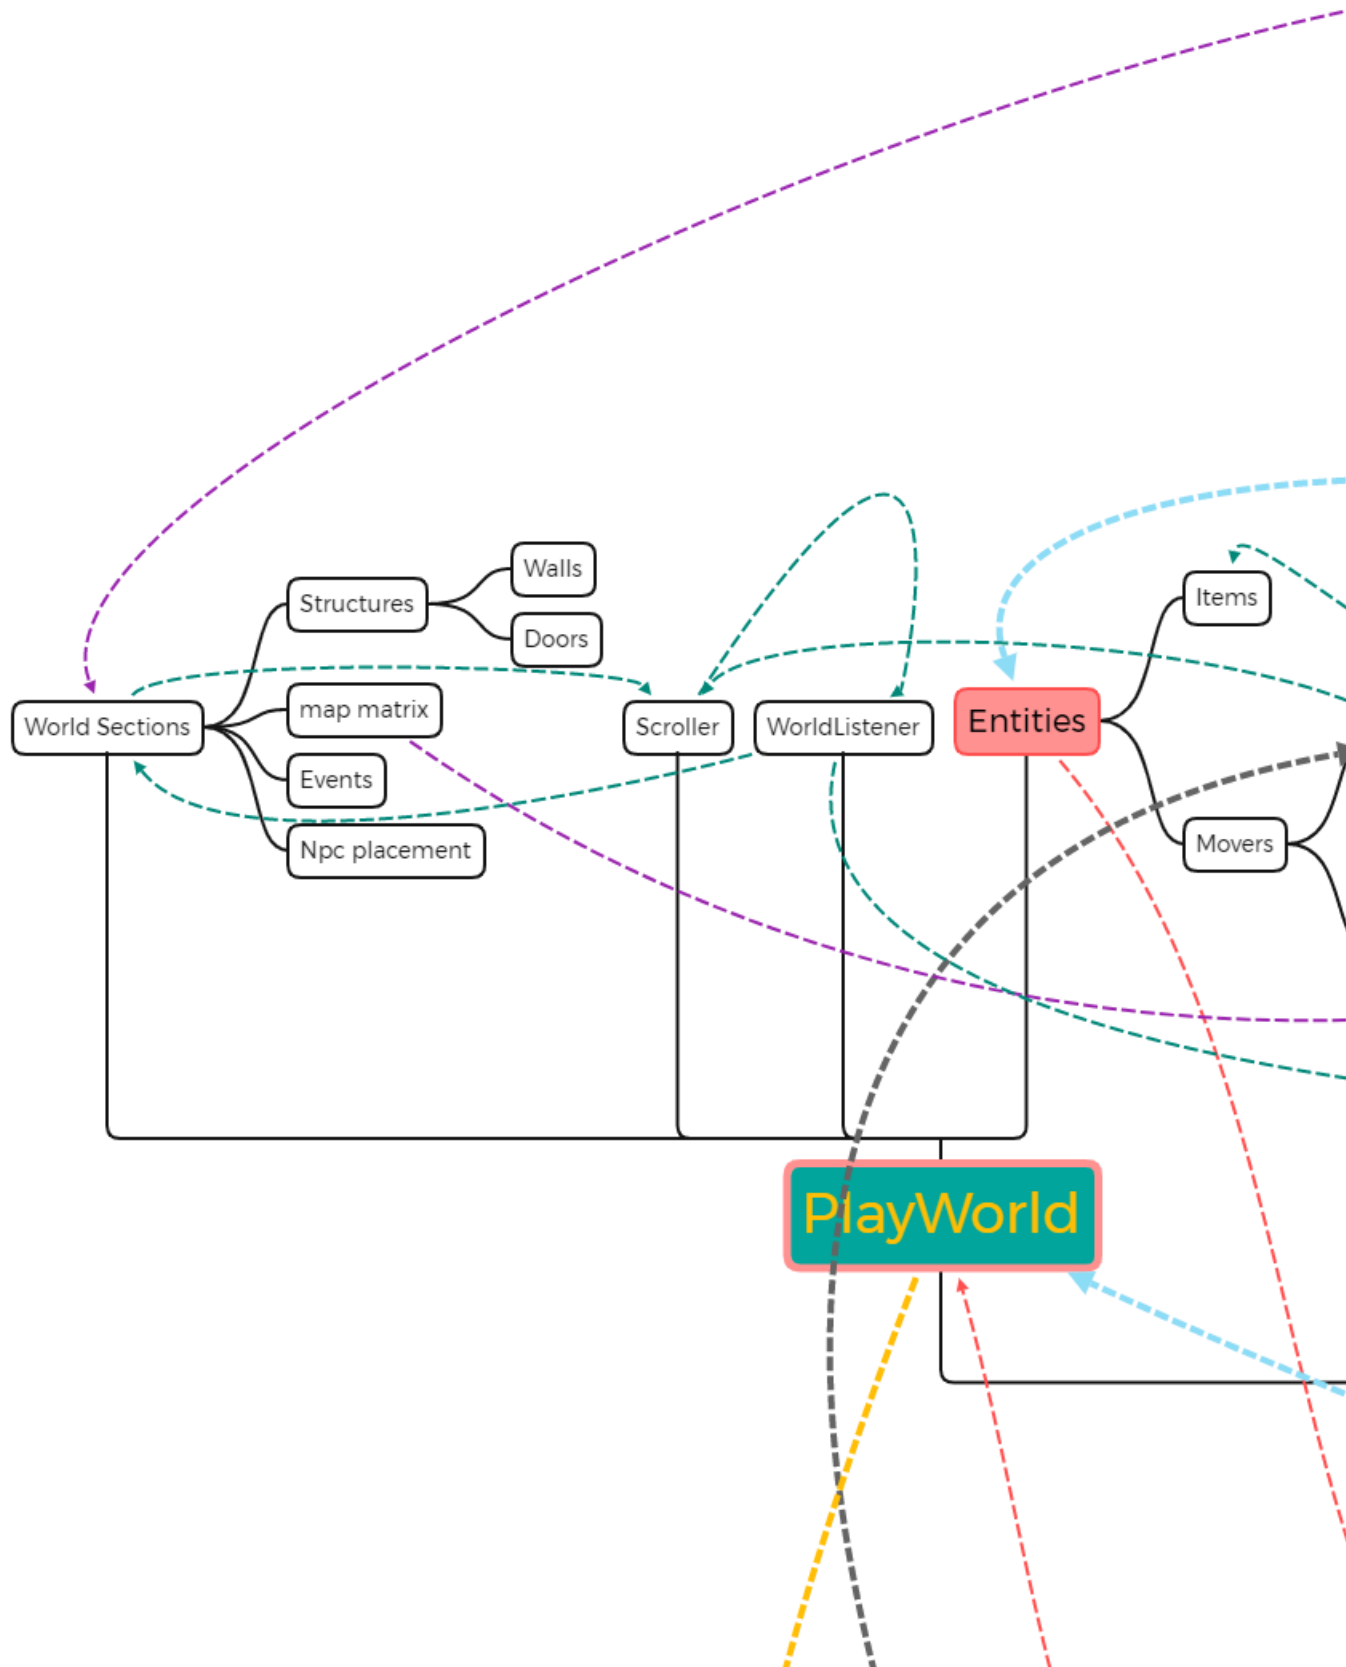 Walls
Structures
Doors
Items
World Sections
map matrix
Scroller
WorldListener
Entities
Events
Npc placement
Movers
PlayWorld